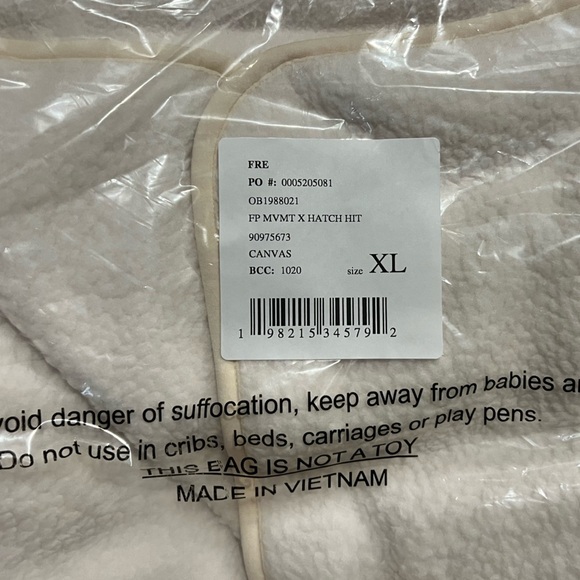 FRE
PO #: 0005205081
OB1988021
FP MVMT X HATCH HIT
90975673
CANVAS
BCC: 1020 size XL
1 98215 34579 2
void danger of suffocation, keep away from babies an
Do not use in cribs, beds, carriages or play pens.
THIS BAG IS NOT A TOY
MADE IN VIETNAM